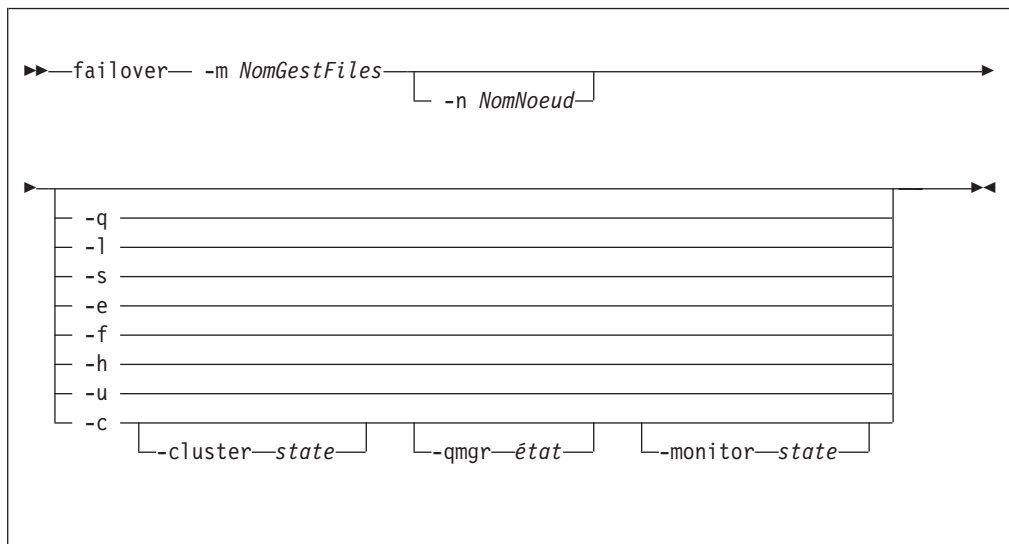 failover -m NomGestFiles
-n NomNoeud
-q
-l
-s
-e
-f
-h
-u
-c
-cluster state -qmgr état -monitor state